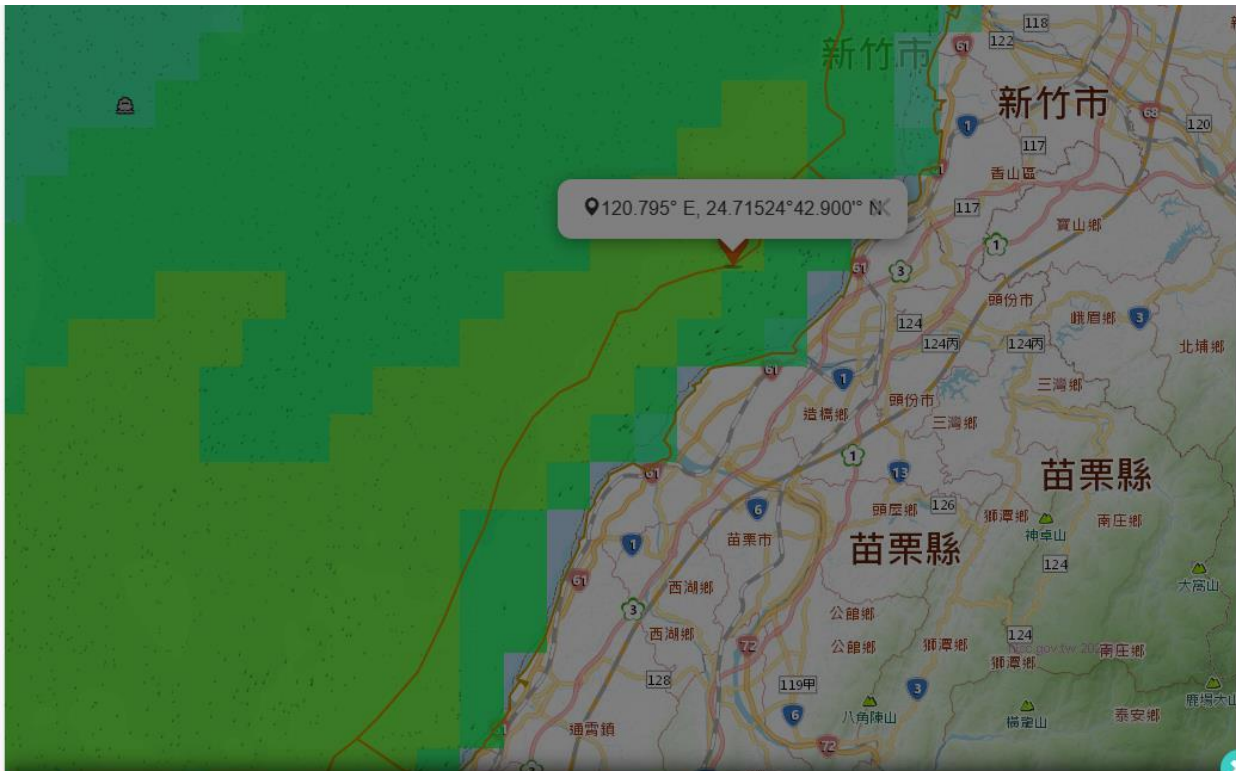 118
61
122
新竹市
新竹市
1
68
120
117
1
香山區
120.795° E, 24.71524°42.900'° N
117
寶山鄉
1
61
3
頭份市
124
峨眉鄉
3
124丙
124丙
北埔鄉
61
1
三灣鄉
頭份市
造橋鄉
三灣鄉
1
61
13
苗栗縣
頭屋鄉
126
獅潭鄉
南庄鄉
6
神卓山
苗栗市
苗栗縣
1
124
61
大窩山
西湖鄉
3
公館鄉
西湖鄉
124
72
公館鄉
獅潭鄉
南庄鄉
獅潭鄉
128
119甲
3
鹿場大山
6
八角陳山
橫龍山
泰安鄉
通霄鎮
1
72
3